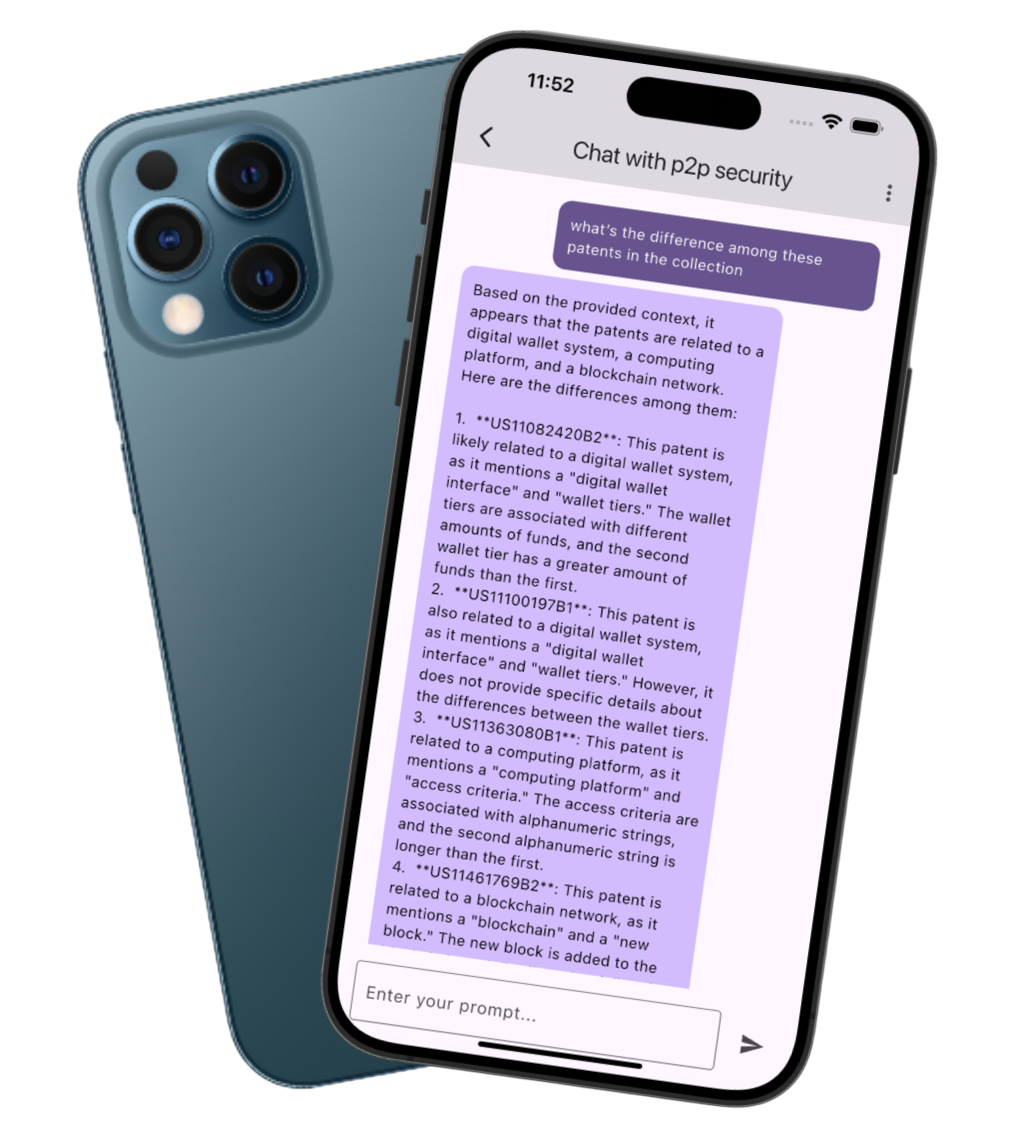 11:52
Chat with p2p security
what's the difference among these
patents in the collection
Based on the provided context, it
appears that the patents are related to a
digital wallet system, a computing
platform, and a blockchain network.
Here are the differences among them:
1. **US11082420B2**: This patent is
likely related to a digital wallet system,
as it mentions a "digital wallet
interface" and "wallet tiers." The wallet
tiers are associated with different
amounts of funds, and the second
wallet tier has a greater amount of
funds than the first.
2. **US11100197B1**: This patent is
also related to a digital wallet system,
as it mentions a "digital wallet
interface" and "wallet tiers." However, it
does not provide specific details about
the differences between the wallet tiers.
3. **US11363080B1**: This patent is
related to a computing platform, as it
mentions a "computing platform" and
"access criteria." The access criteria are
associated with alphanumeric strings,
and the second alphanumeric string is
longer than the first.
4. **US11461769B2**: This patent is
related to a blockchain network, as it
mentions a "blockchain" and a "new
block." The new block is added to the
Enter your prompt...